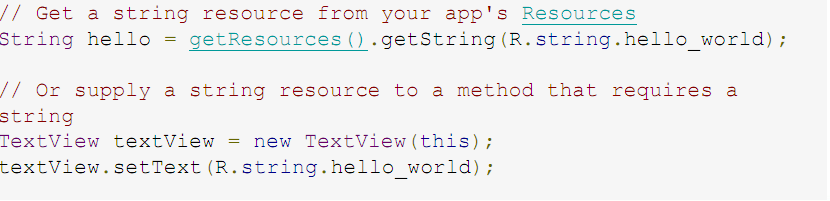 // Get a string resource from your app's Resources
String hello = getResources().getString(R.string.hello_world);
// Or supply a string resource to a method that requires a
string
TextView textView = new TextView(this);
textView.setText(R.string.hello_world);